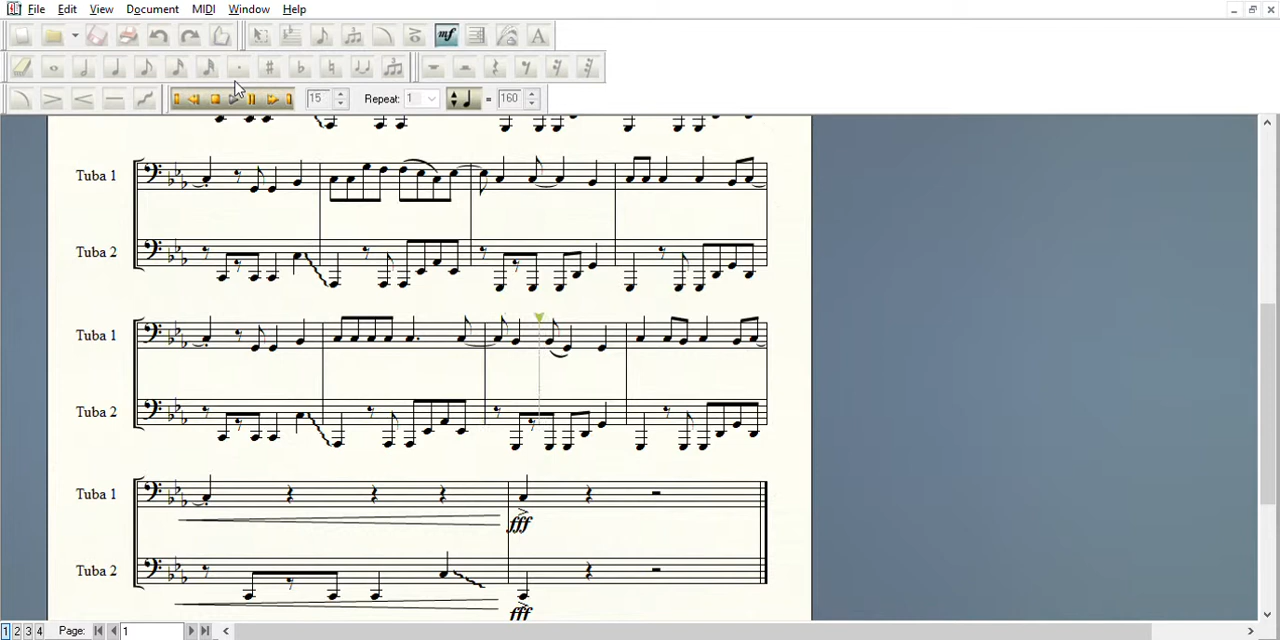 File Edit View Document MIDI Window Help
mf
A
15 Repeat: 1 = 160
Tuba 1
Tuba 2
Tuba 1
Tuba 2
Tuba 1
fff
Tuba 2
fff
1 2 3 4 Page: 1